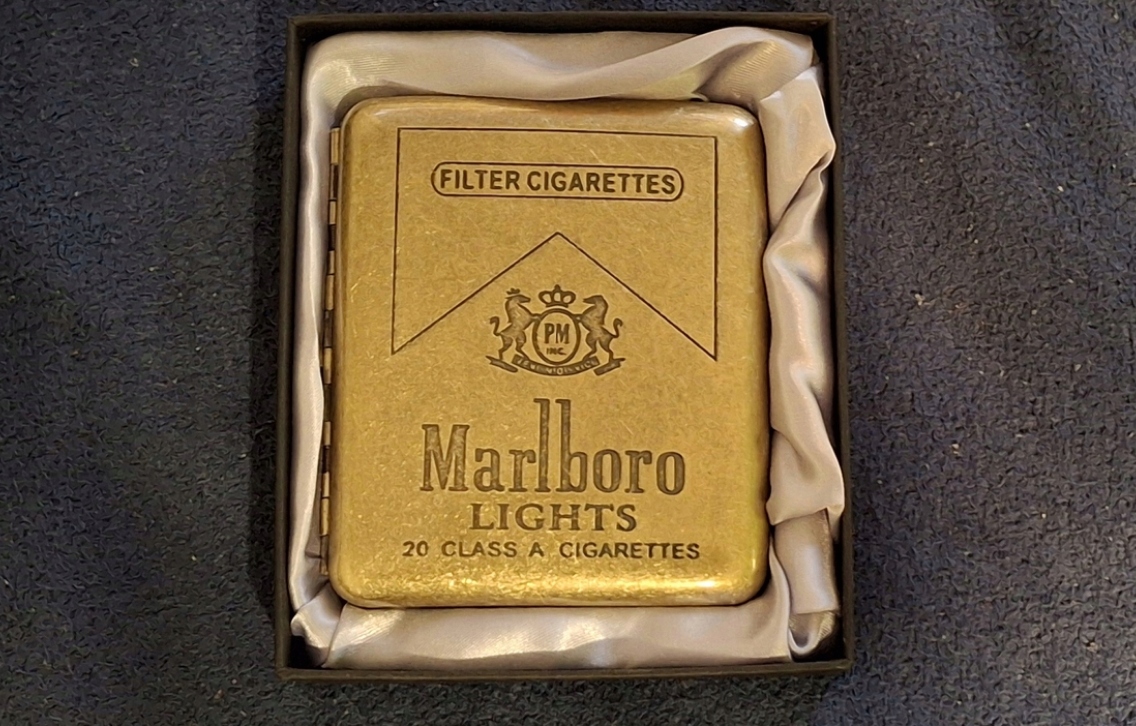 FILTER CIGARETTES
PM
INC.
Marlboro
LIGHTS
20 CLASS A CIGARETTES